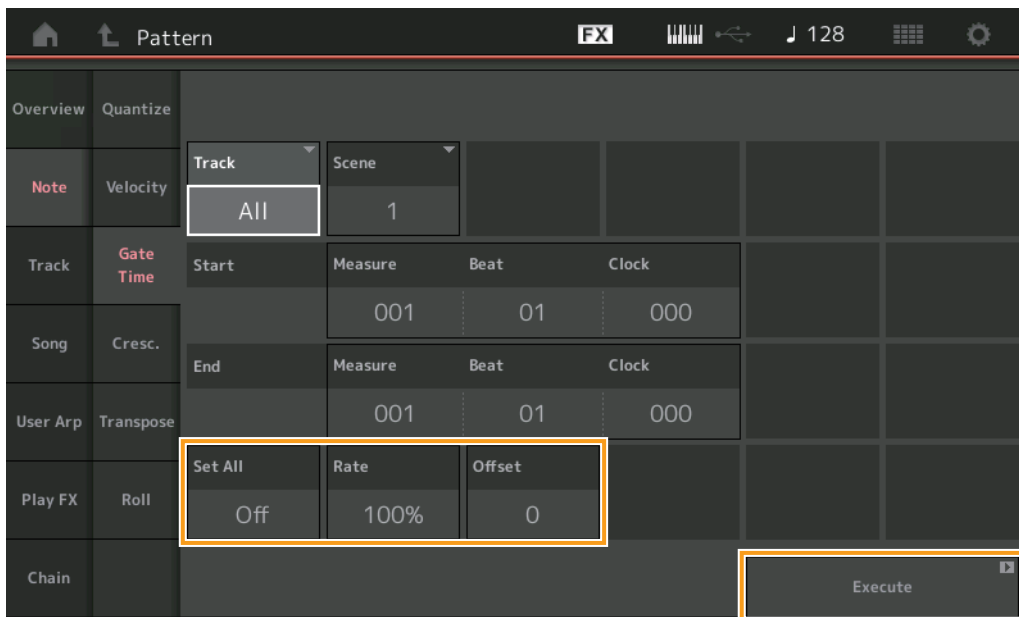 Pattern FX ♩ 128
Overview Quantize
Track Scene
Note Velocity
All 1
Track Gate Time Start Measure Beat Clock
001 01 000
Song Cresc.
End Measure Beat Clock
User Arp Transpose 001 01 000
Set All Rate Offset
Play FX Roll Off 100% 0
Chain Execute